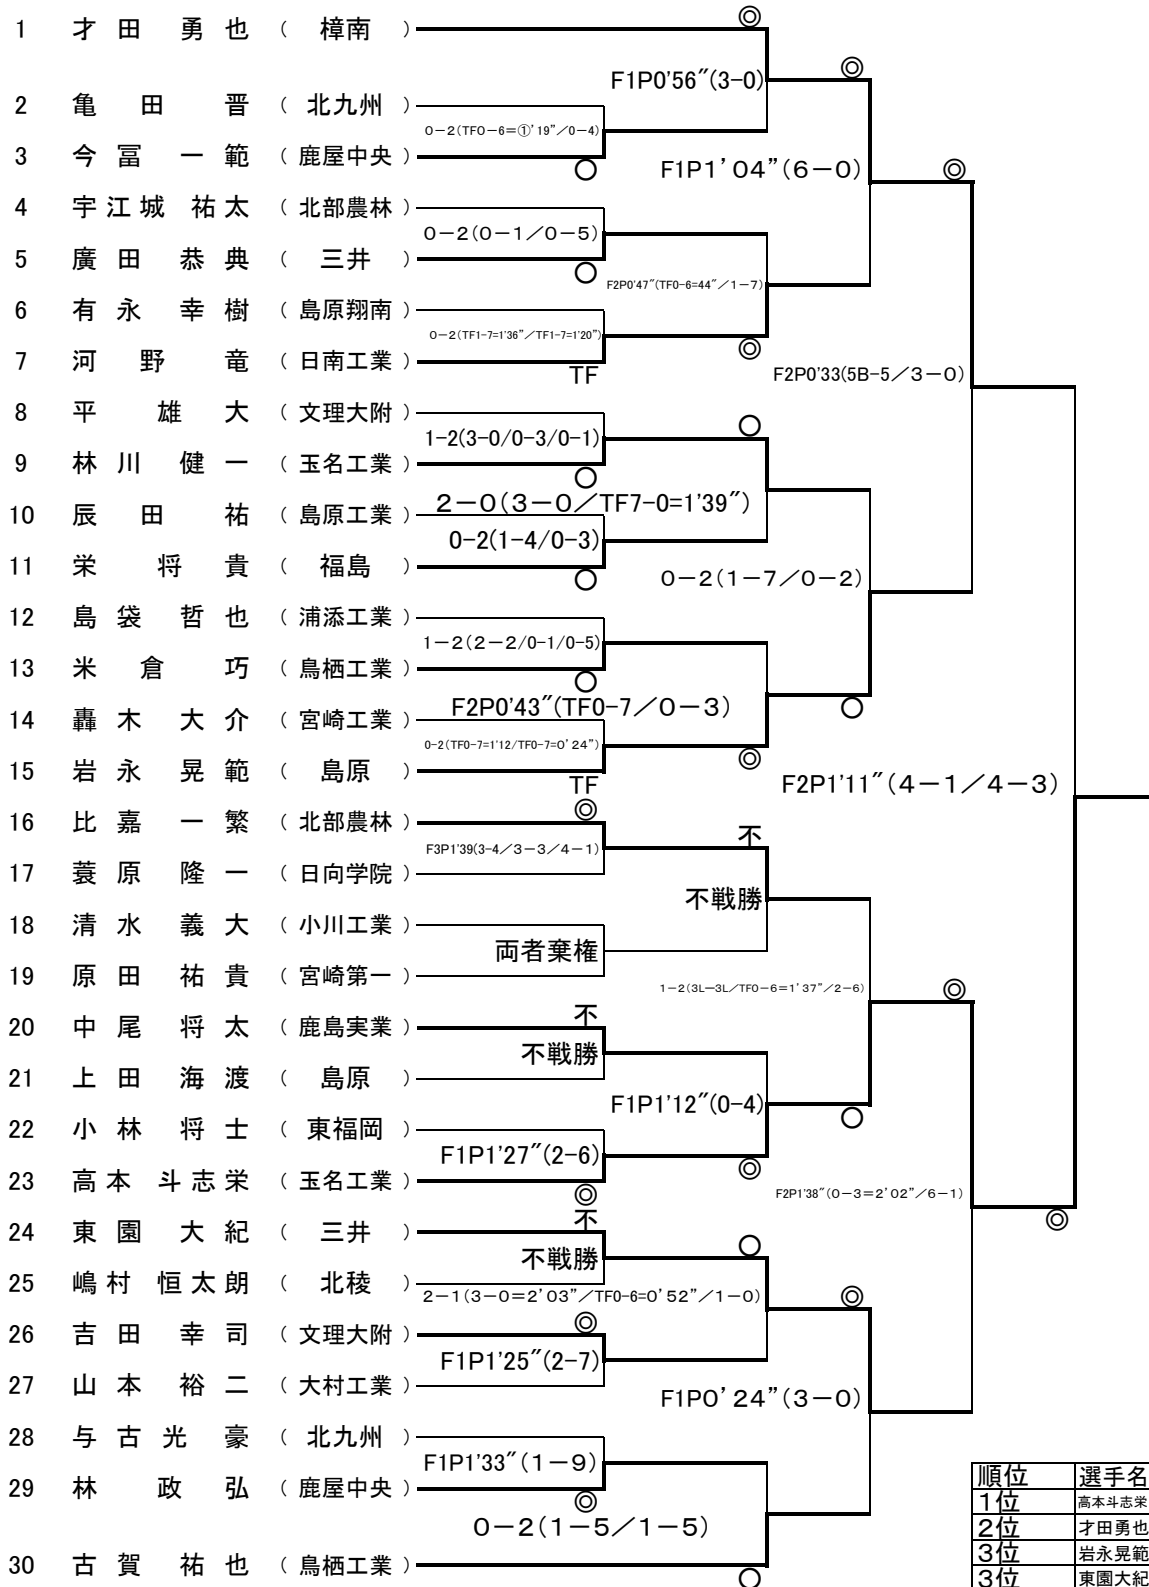 ◎
1 才田 勇也 ( 樟南 )
F1P0'56″(3-0) ◎
2 亀田 晋 ( 北九州 )
0-2(TF0-6=①'19"/0-4)
3 今冨 一範 ( 鹿屋中央 )
○ F1P1'04"(6-0) ◎
4 宇江城 祐太 ( 北部農林 )
0-2(0-1/0-5)
5 廣田 恭典 ( 三井 )
○ F2P0'47″(TF0-6=44″/1-7)
6 有永 幸樹 ( 島原翔南 )
0-2(TF1-7=1'36"/TF1-7=1'20")
◎
7 河野 竜 ( 日南工業 )
TF F2P0'33(5B-5/3-0)
8 平 雄大 ( 文理大附 )
1-2(3-0/0-3/0-1) ○
9 林川 健一 ( 玉名工業 )
○
2-0(3-0/TF7-0=1'39″)
10 辰田 祐 ( 島原工業 )
0-2(1-4/0-3)
11 栄 将貴 ( 福島 )
○ 0-2(1-7/0-2)
12 島袋 哲也 ( 浦添工業 )
1-2(2-2/0-1/0-5)
13 米倉 巧 ( 鳥栖工業 )
○
F2P0'43″(TF0-7/0-3) ○
14 轟木 大介 ( 宮崎工業 )
0-2(TF0-7=1'12/TF0-7=0'24")
◎
15 岩永 晃範 ( 島原 )
TF F2P1'11″(4-1/4-3)
◎
16 比嘉 一繁 ( 北部農林 )
F3P1'39(3-4/3-3/4-1) 不
17 蓑原 隆一 ( 日向学院 )
不戦勝
18 清水 義大 ( 小川工業 )
両者棄権
19 原田 祐貴 ( 宮崎第一 )
1-2(3L-3L/TF0-6=1'37"/2-6) ◎
20 中尾 将太 ( 鹿島実業 ) 不
不戦勝
21 上田 海渡 ( 島原 )
F1P1'12″(0-4)
22 小林 将士 ( 東福岡 ) ○
F1P1'27″(2-6) ◎
23 高本 斗志栄 ( 玉名工業 )
◎ F2P1'38"(0-3=2'02"/6-1)
24 東園 大紀 ( 三井 ) 不 ◎
不戦勝 ○
25 嶋村 恒太朗 ( 北稜 )
2-1(3-0=2'03"/TF0-6=0'52"/1-0) ◎
◎
26 吉田 幸司 ( 文理大附 )
F1P1'25″(2-7)
27 山本 裕二 ( 大村工業 )
F1P0'24"(3-0)
28 与古光 豪 ( 北九州 )
F1P1'33″(1-9)
29 林 政弘 ( 鹿屋中央 )
◎
0-2(1-5/1-5)
30 古賀 祐也 ( 鳥栖工業 )
○
順位 選手名
1位 高本斗志栄
2位 才田勇也
3位 岩永晃範
3位 東園大紀